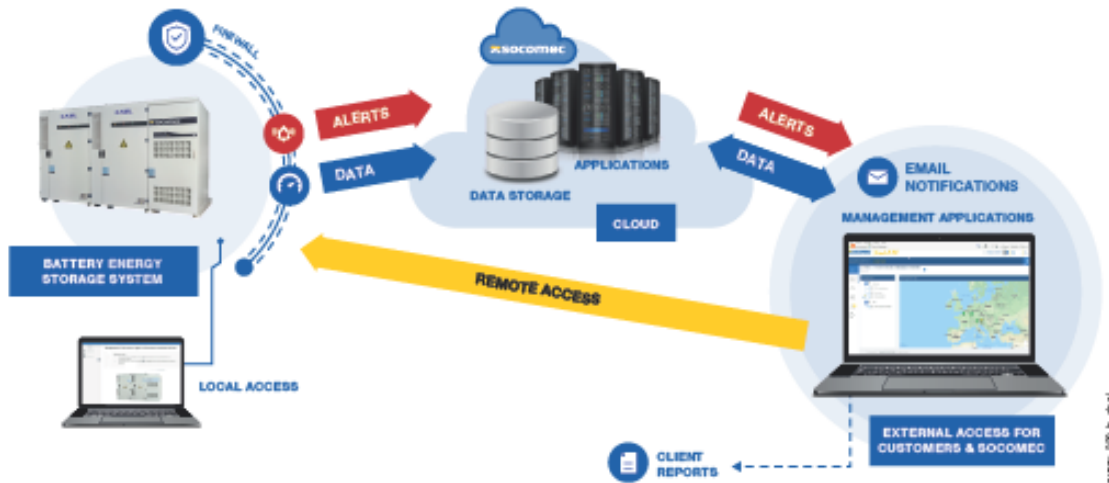 FIREWALL
socomec
ALERTS
DATA
APPLICATIONS
DATA STORAGE
CLOUD
ALERTS
DATA
EMAIL
NOTIFICATIONS
MANAGEMENT APPLICATIONS
BATTERY ENERGY
STORAGE SYSTEM
REMOTE ACCESS
LOCAL ACCESS
EXTERNAL ACCESS FOR
CUSTOMERS & SOCOMEC
CLIENT
REPORTS